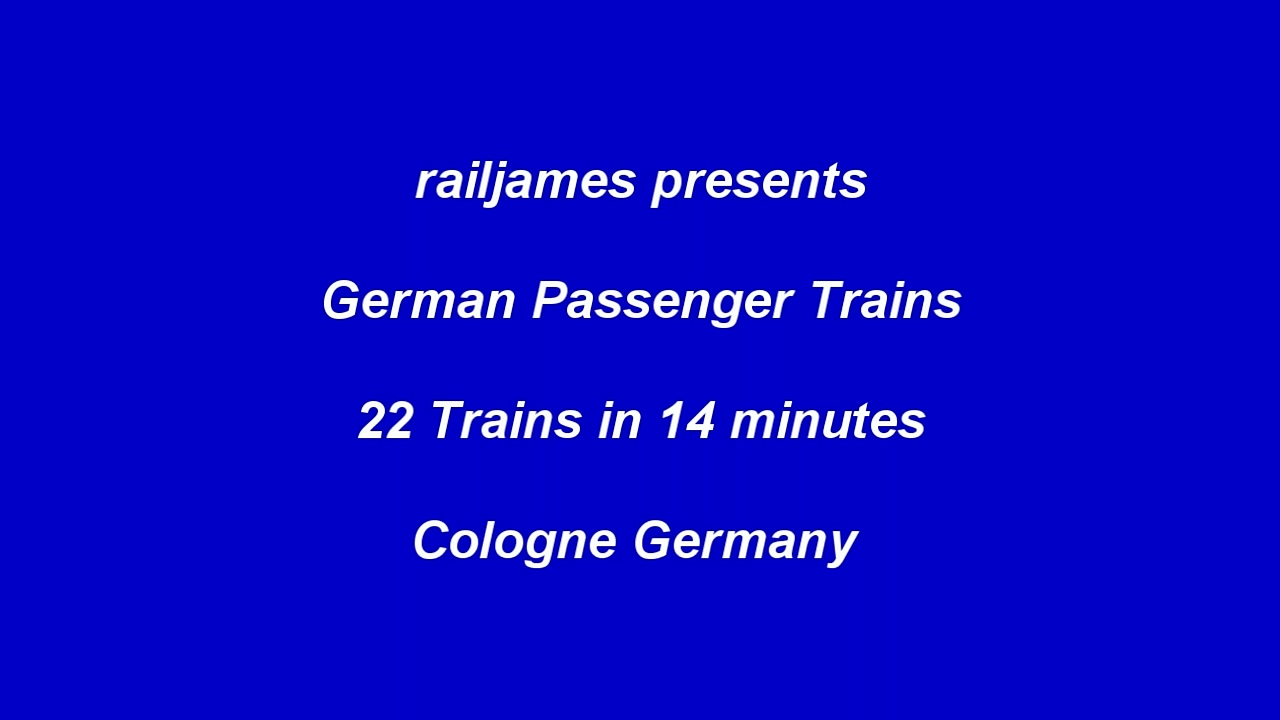 railjames presents
German Passenger Trains
22 Trains in 14 minutes
Cologne Germany